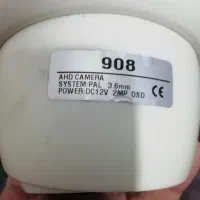 908
AHD CAMERA
SYSTEM:PAL 3.6mm
POWER:DC12V 2MP OSD
CE